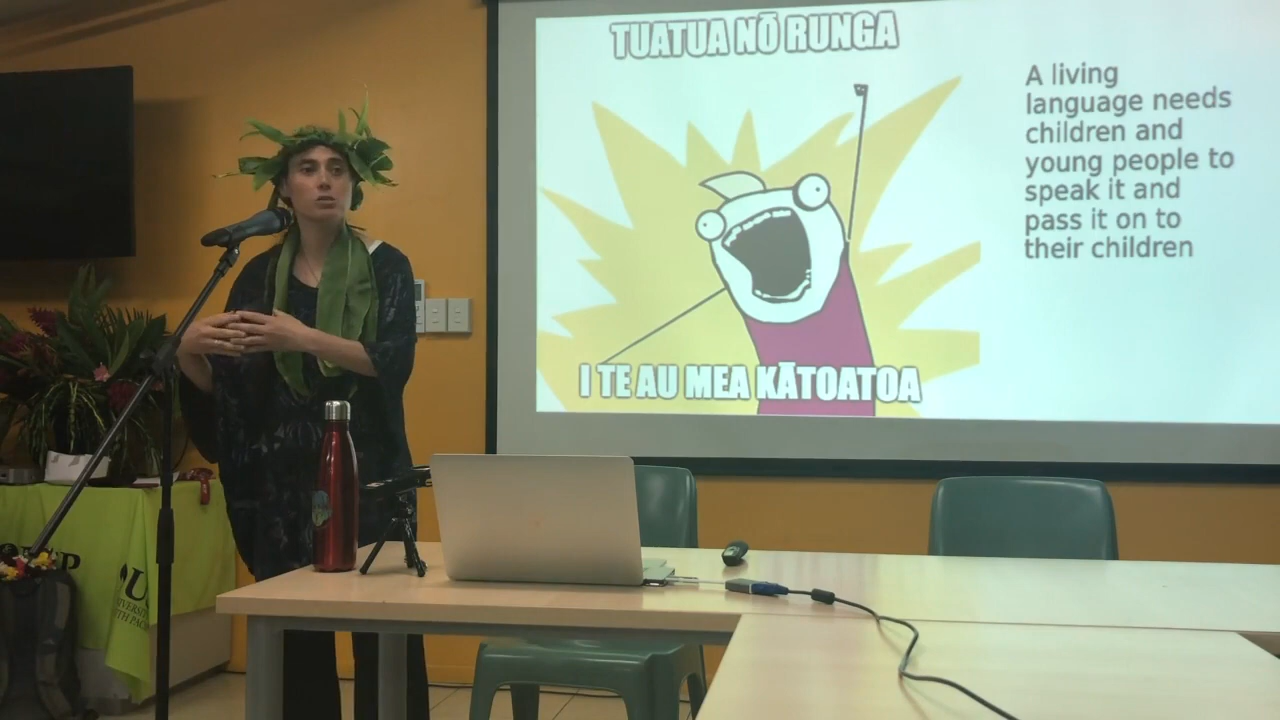 TUATUA NŌ RUNGA
I TE AU MEA KĀTOATOA
A living
language needs
children and
young people to
speak it and
pass it on to
their children